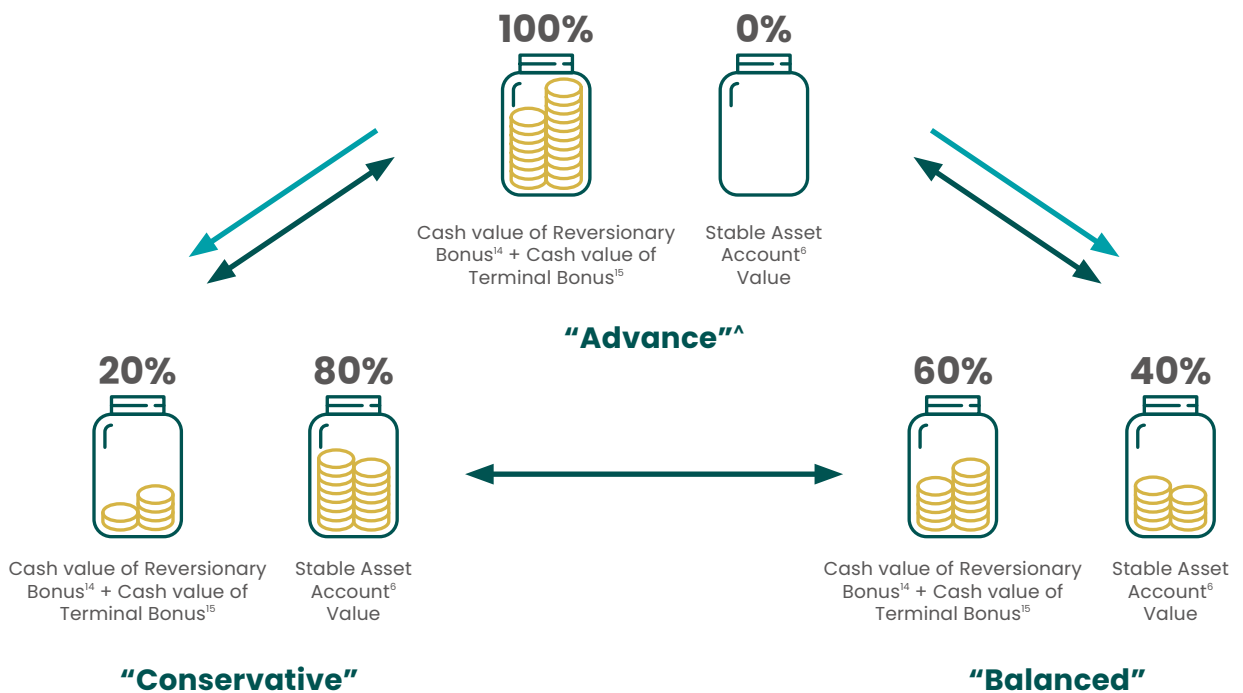 100%
0%
Cash value of Reversionary
Bonus¹⁴ + Cash value of
Terminal Bonus¹⁵
Stable Asset
Account⁶
Value
“Advance”^
20%
80%
Cash value of Reversionary
Bonus¹⁴ + Cash value of
Terminal Bonus¹⁵
Stable Asset
Account⁶
Value
“Conservative”
60%
40%
Cash value of Reversionary
Bonus¹⁴ + Cash value of
Terminal Bonus¹⁵
Stable Asset
Account⁶
Value
“Balanced”